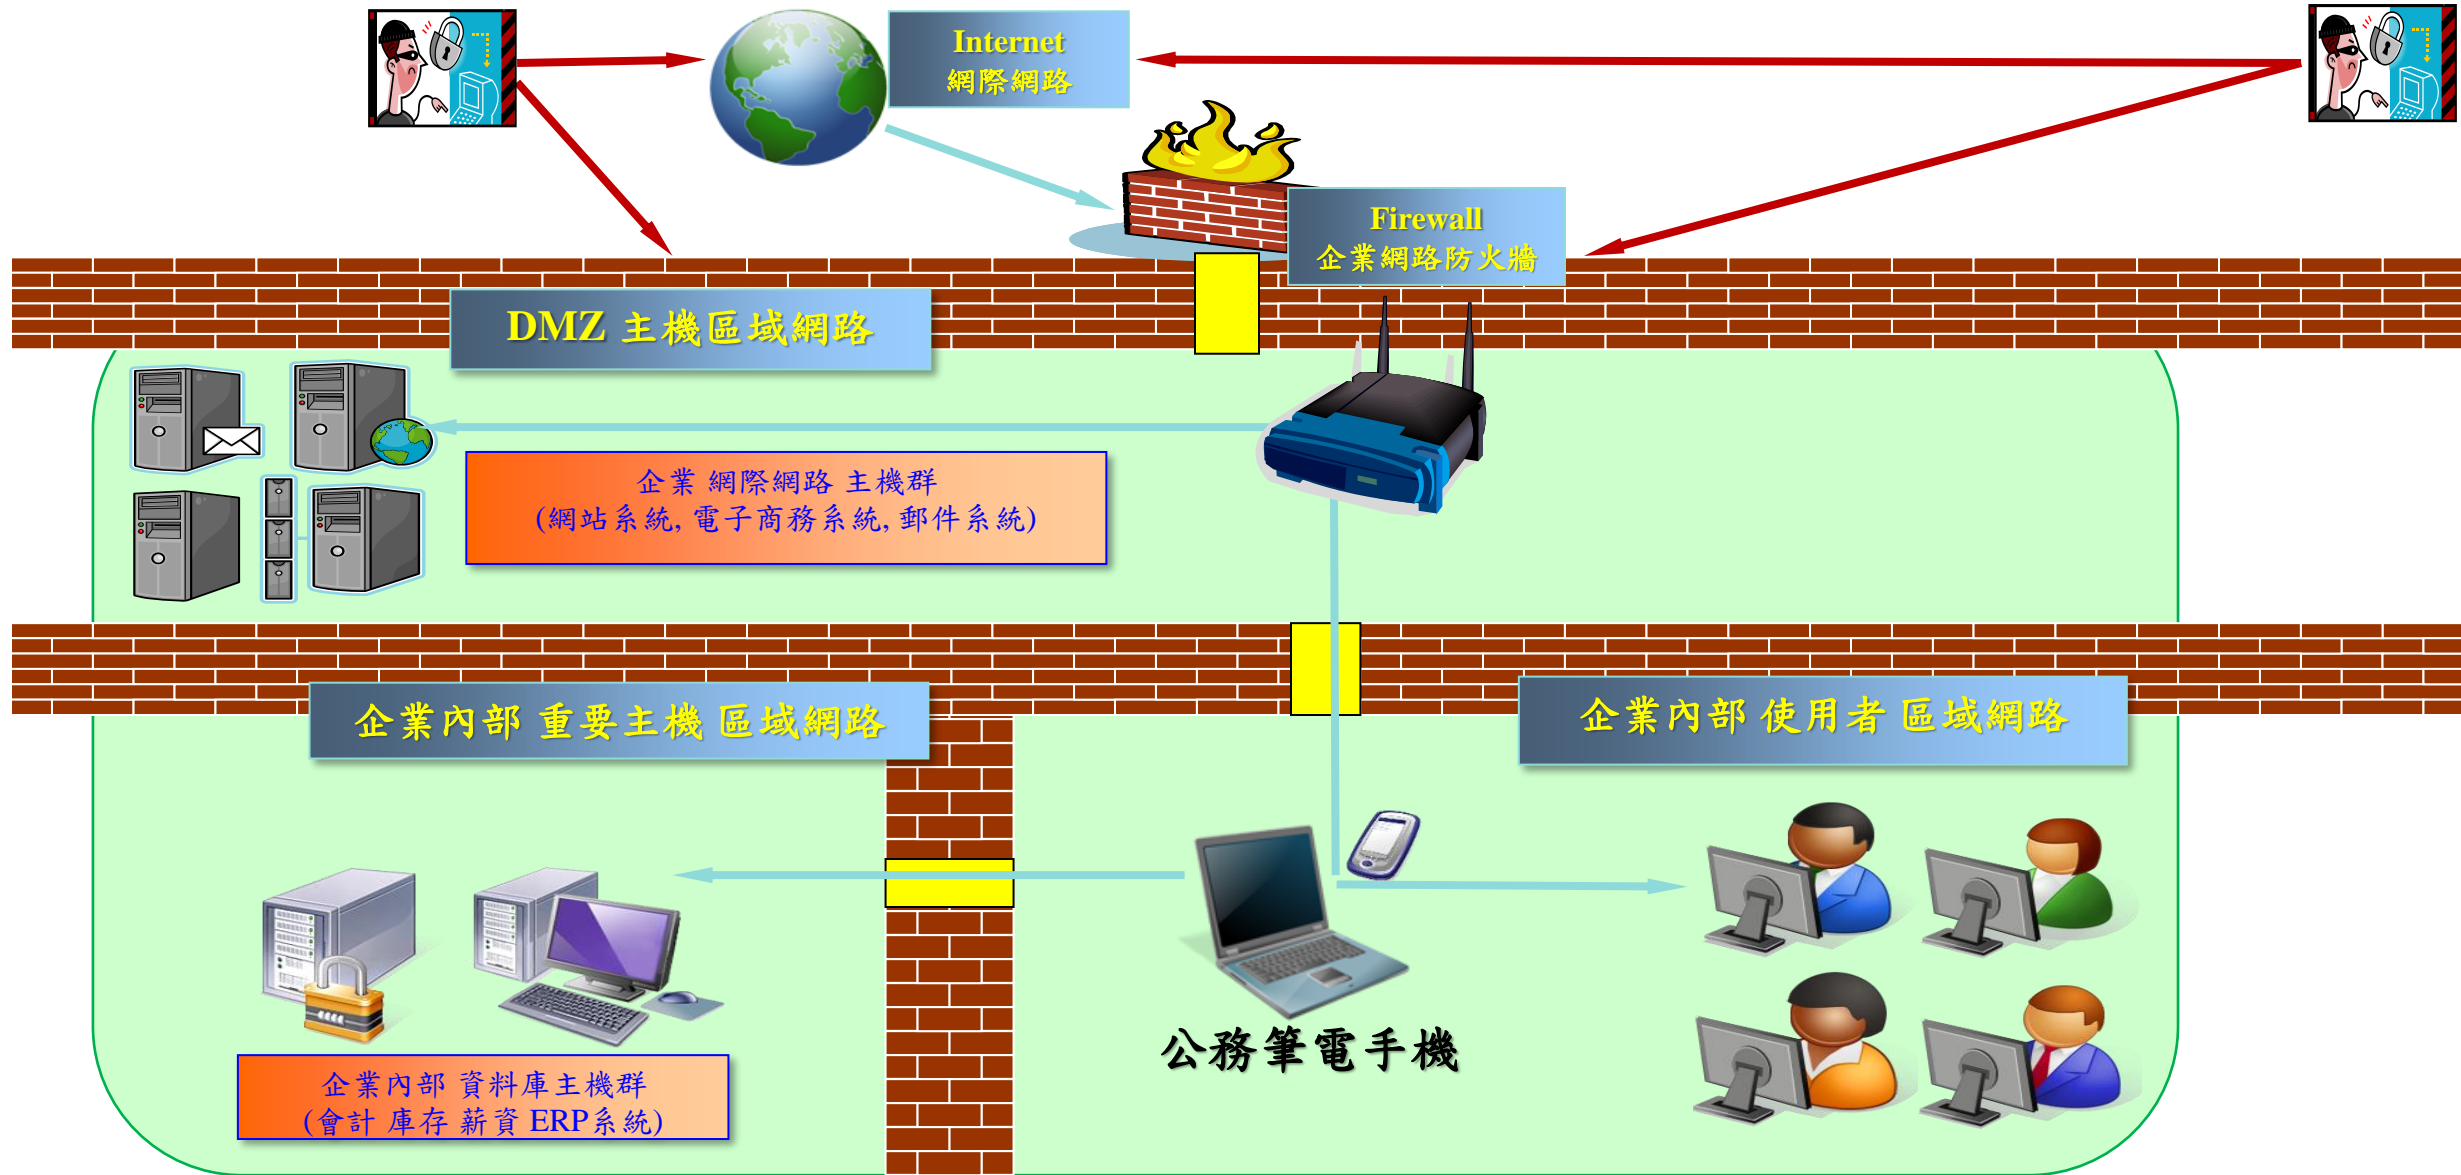 Internet
網際網路
Firewall
企業網路防火牆
DMZ 主機區域網路
企業 網際網路 主機群
(網站系統, 電子商務系統, 郵件系統)
企業內部 重要主機 區域網路
企業內部 使用者 區域網路
公務筆電手機
企業內部 資料庫主機群
(會計 庫存 薪資 ERP系統)